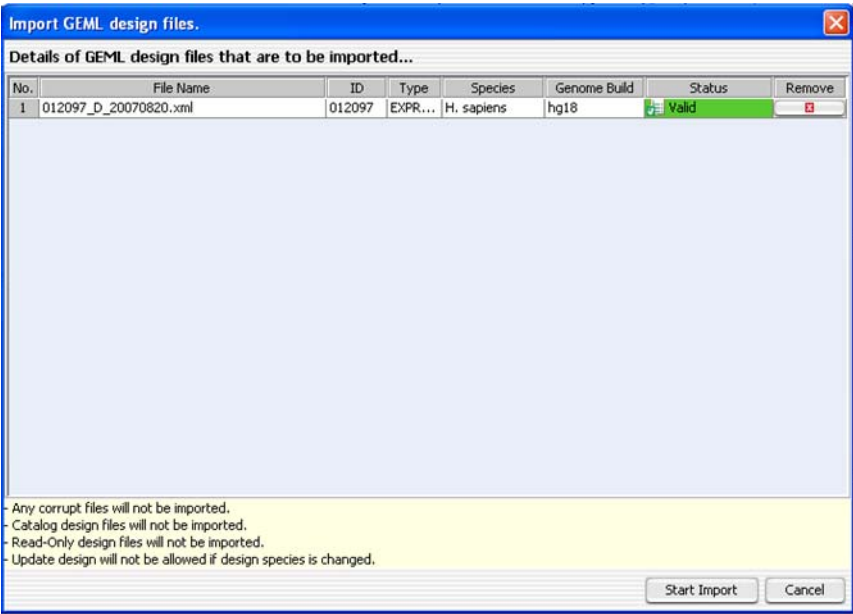 Import GEML design files.
Details of GEML design files that are to be imported...
No. File Name ID Type Species Genome Build Status Remove
1 012097_D_20070820.xml 012097 EXPR... H. sapiens hg18 Valid
- Any corrupt files will not be imported.
- Catalog design files will not be imported.
- Read-Only design files will not be imported.
- Update design will not be allowed if design species is changed.
Start Import Cancel